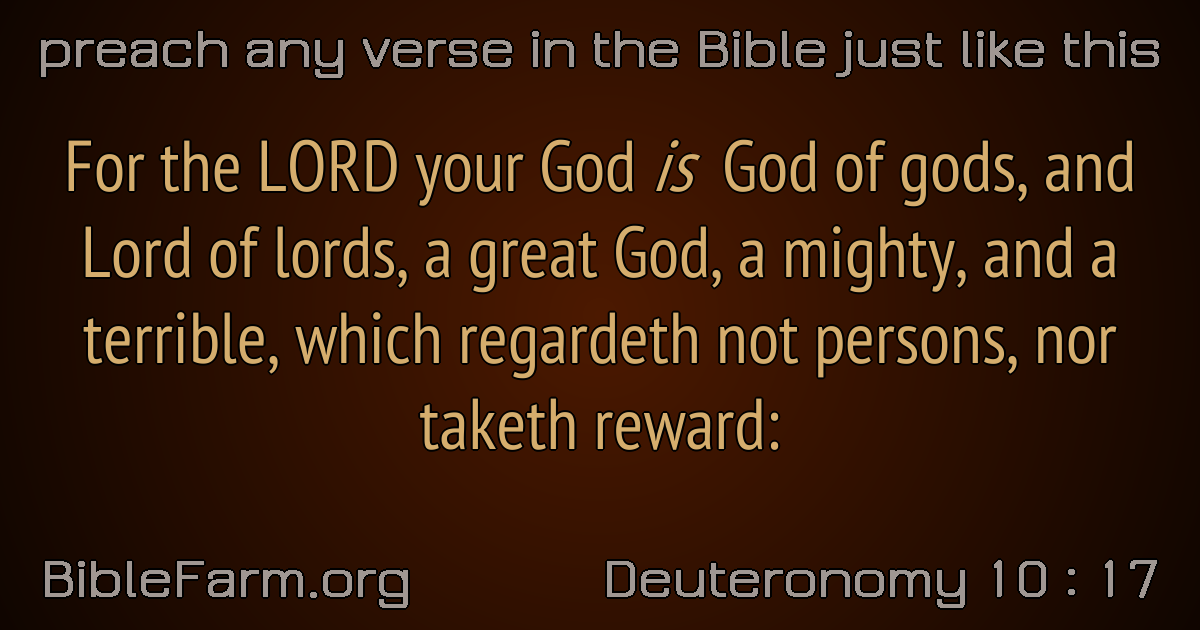 preach any verse in the Bible just like this
For the LORD your God is God of gods, and
Lord of lords, a great God, a mighty, and a
terrible, which regardeth not persons, nor
taketh reward:
BibleFarm.org
Deuteronomy 10 : 17